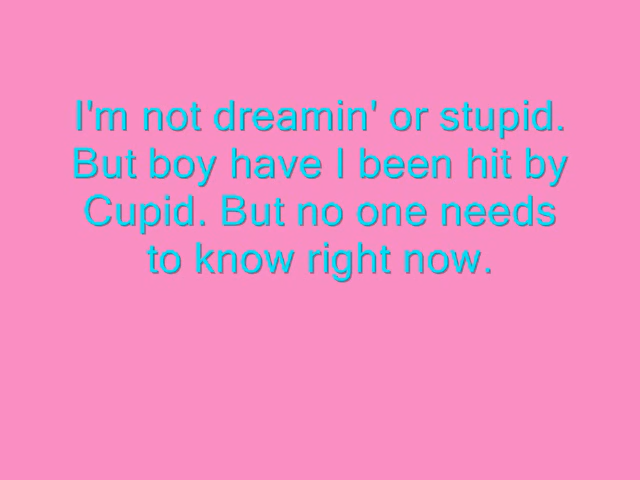 I'm not dreamin' or stupid.
But boy have I been hit by
Cupid. But no one needs
to know right now.